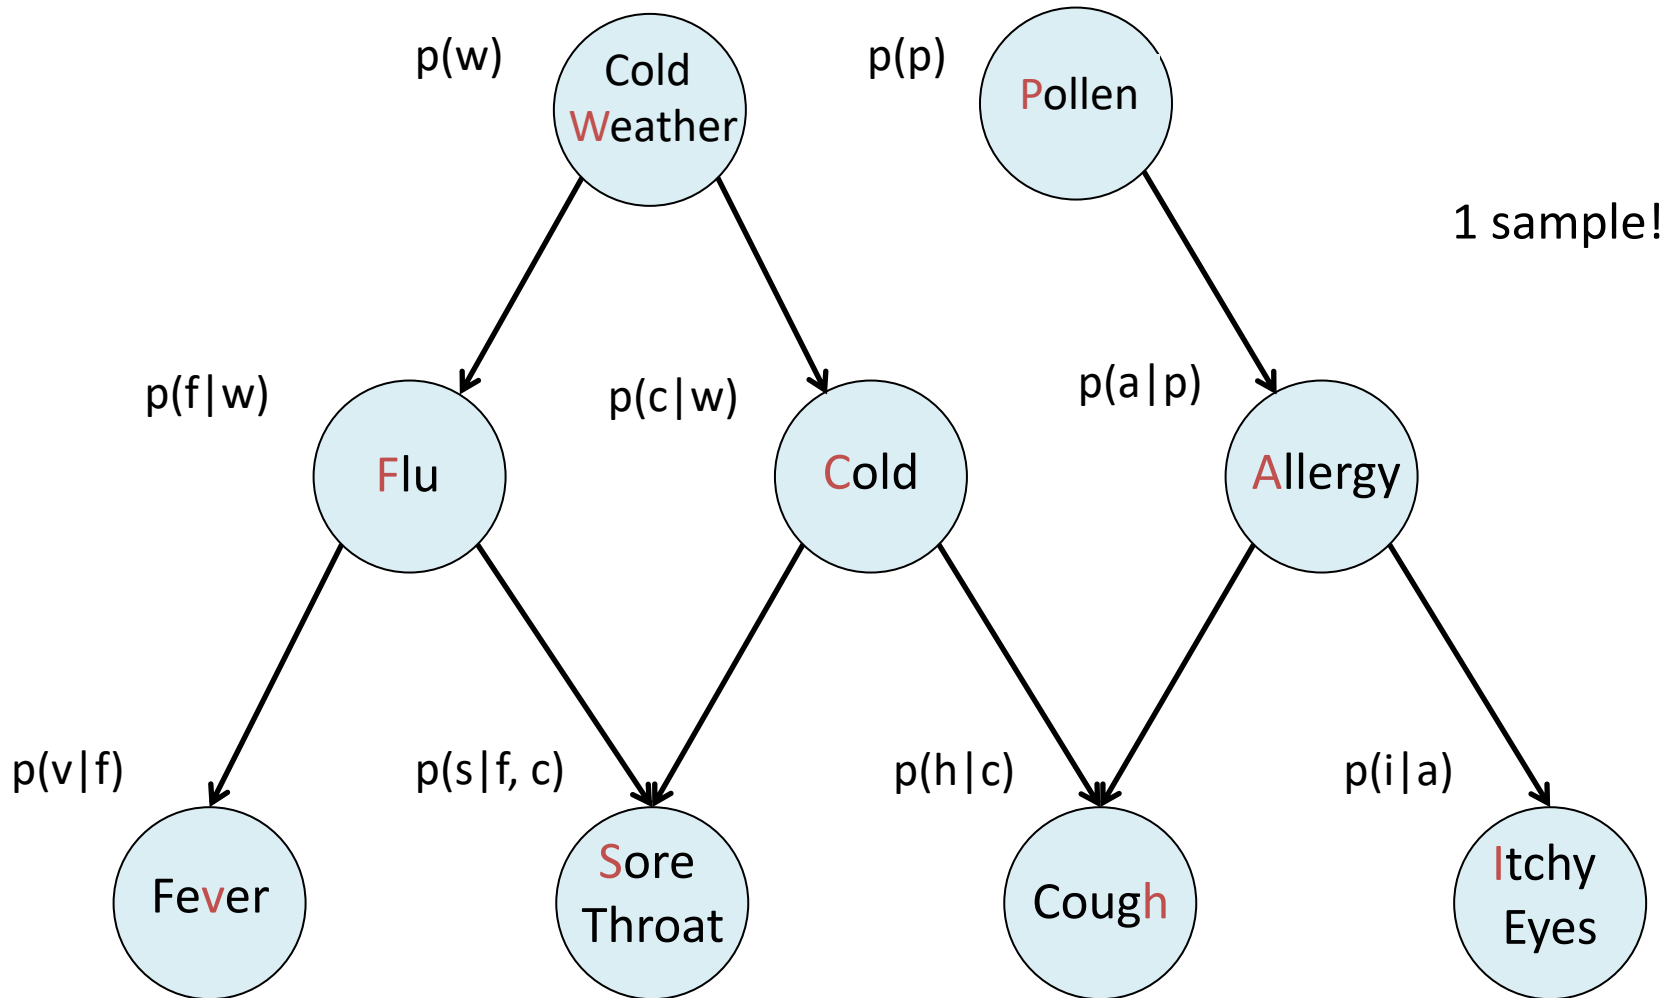 p(w)
Cold
Weather
p(p)
Pollen
1 sample!
p(f|w)
Flu
p(c|w)
Cold
p(a|p)
Allergy
p(v|f)
Fever
p(s|f, c)
Sore
Throat
p(h|c)
Cough
p(i|a)
Itchy
Eyes